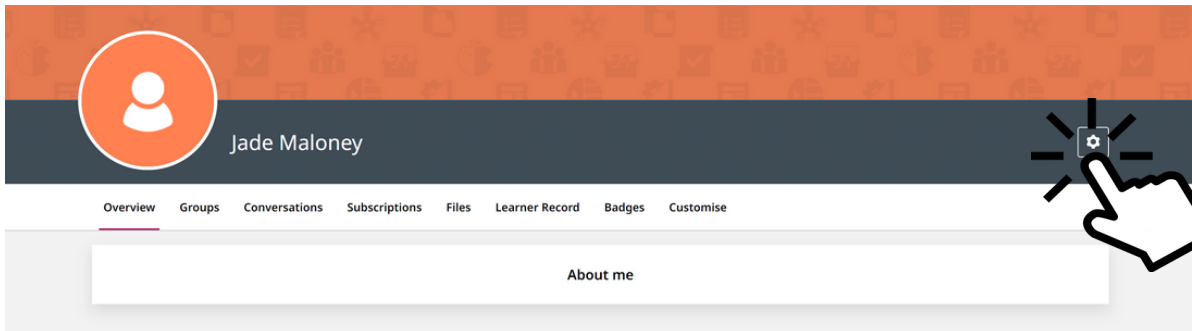 Jade Maloney
Overview Groups Conversations Subscriptions Files Learner Record Badges Customise
About me